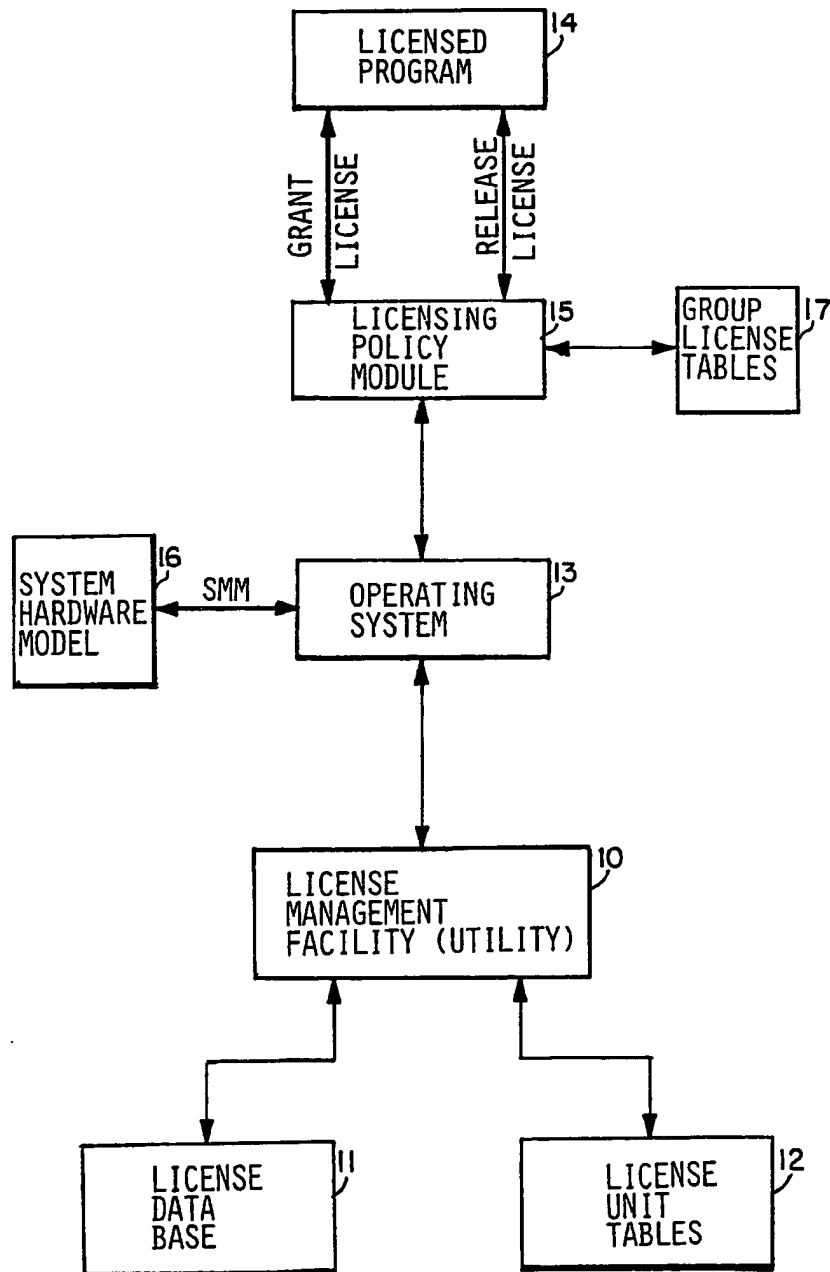 14
LICENSED
PROGRAM
GRANT
LICENSE
RELEASE
LICENSE
LICENSING
POLICY
MODULE
15
GROUP
LICENSE
TABLES
17
SYSTEM
HARDWARE
MODEL
16
SMM
OPERATING
SYSTEM
13
LICENSE
MANAGEMENT
FACILITY (UTILITY)
10
LICENSE
DATA
BASE
11
LICENSE
UNIT
TABLES
12